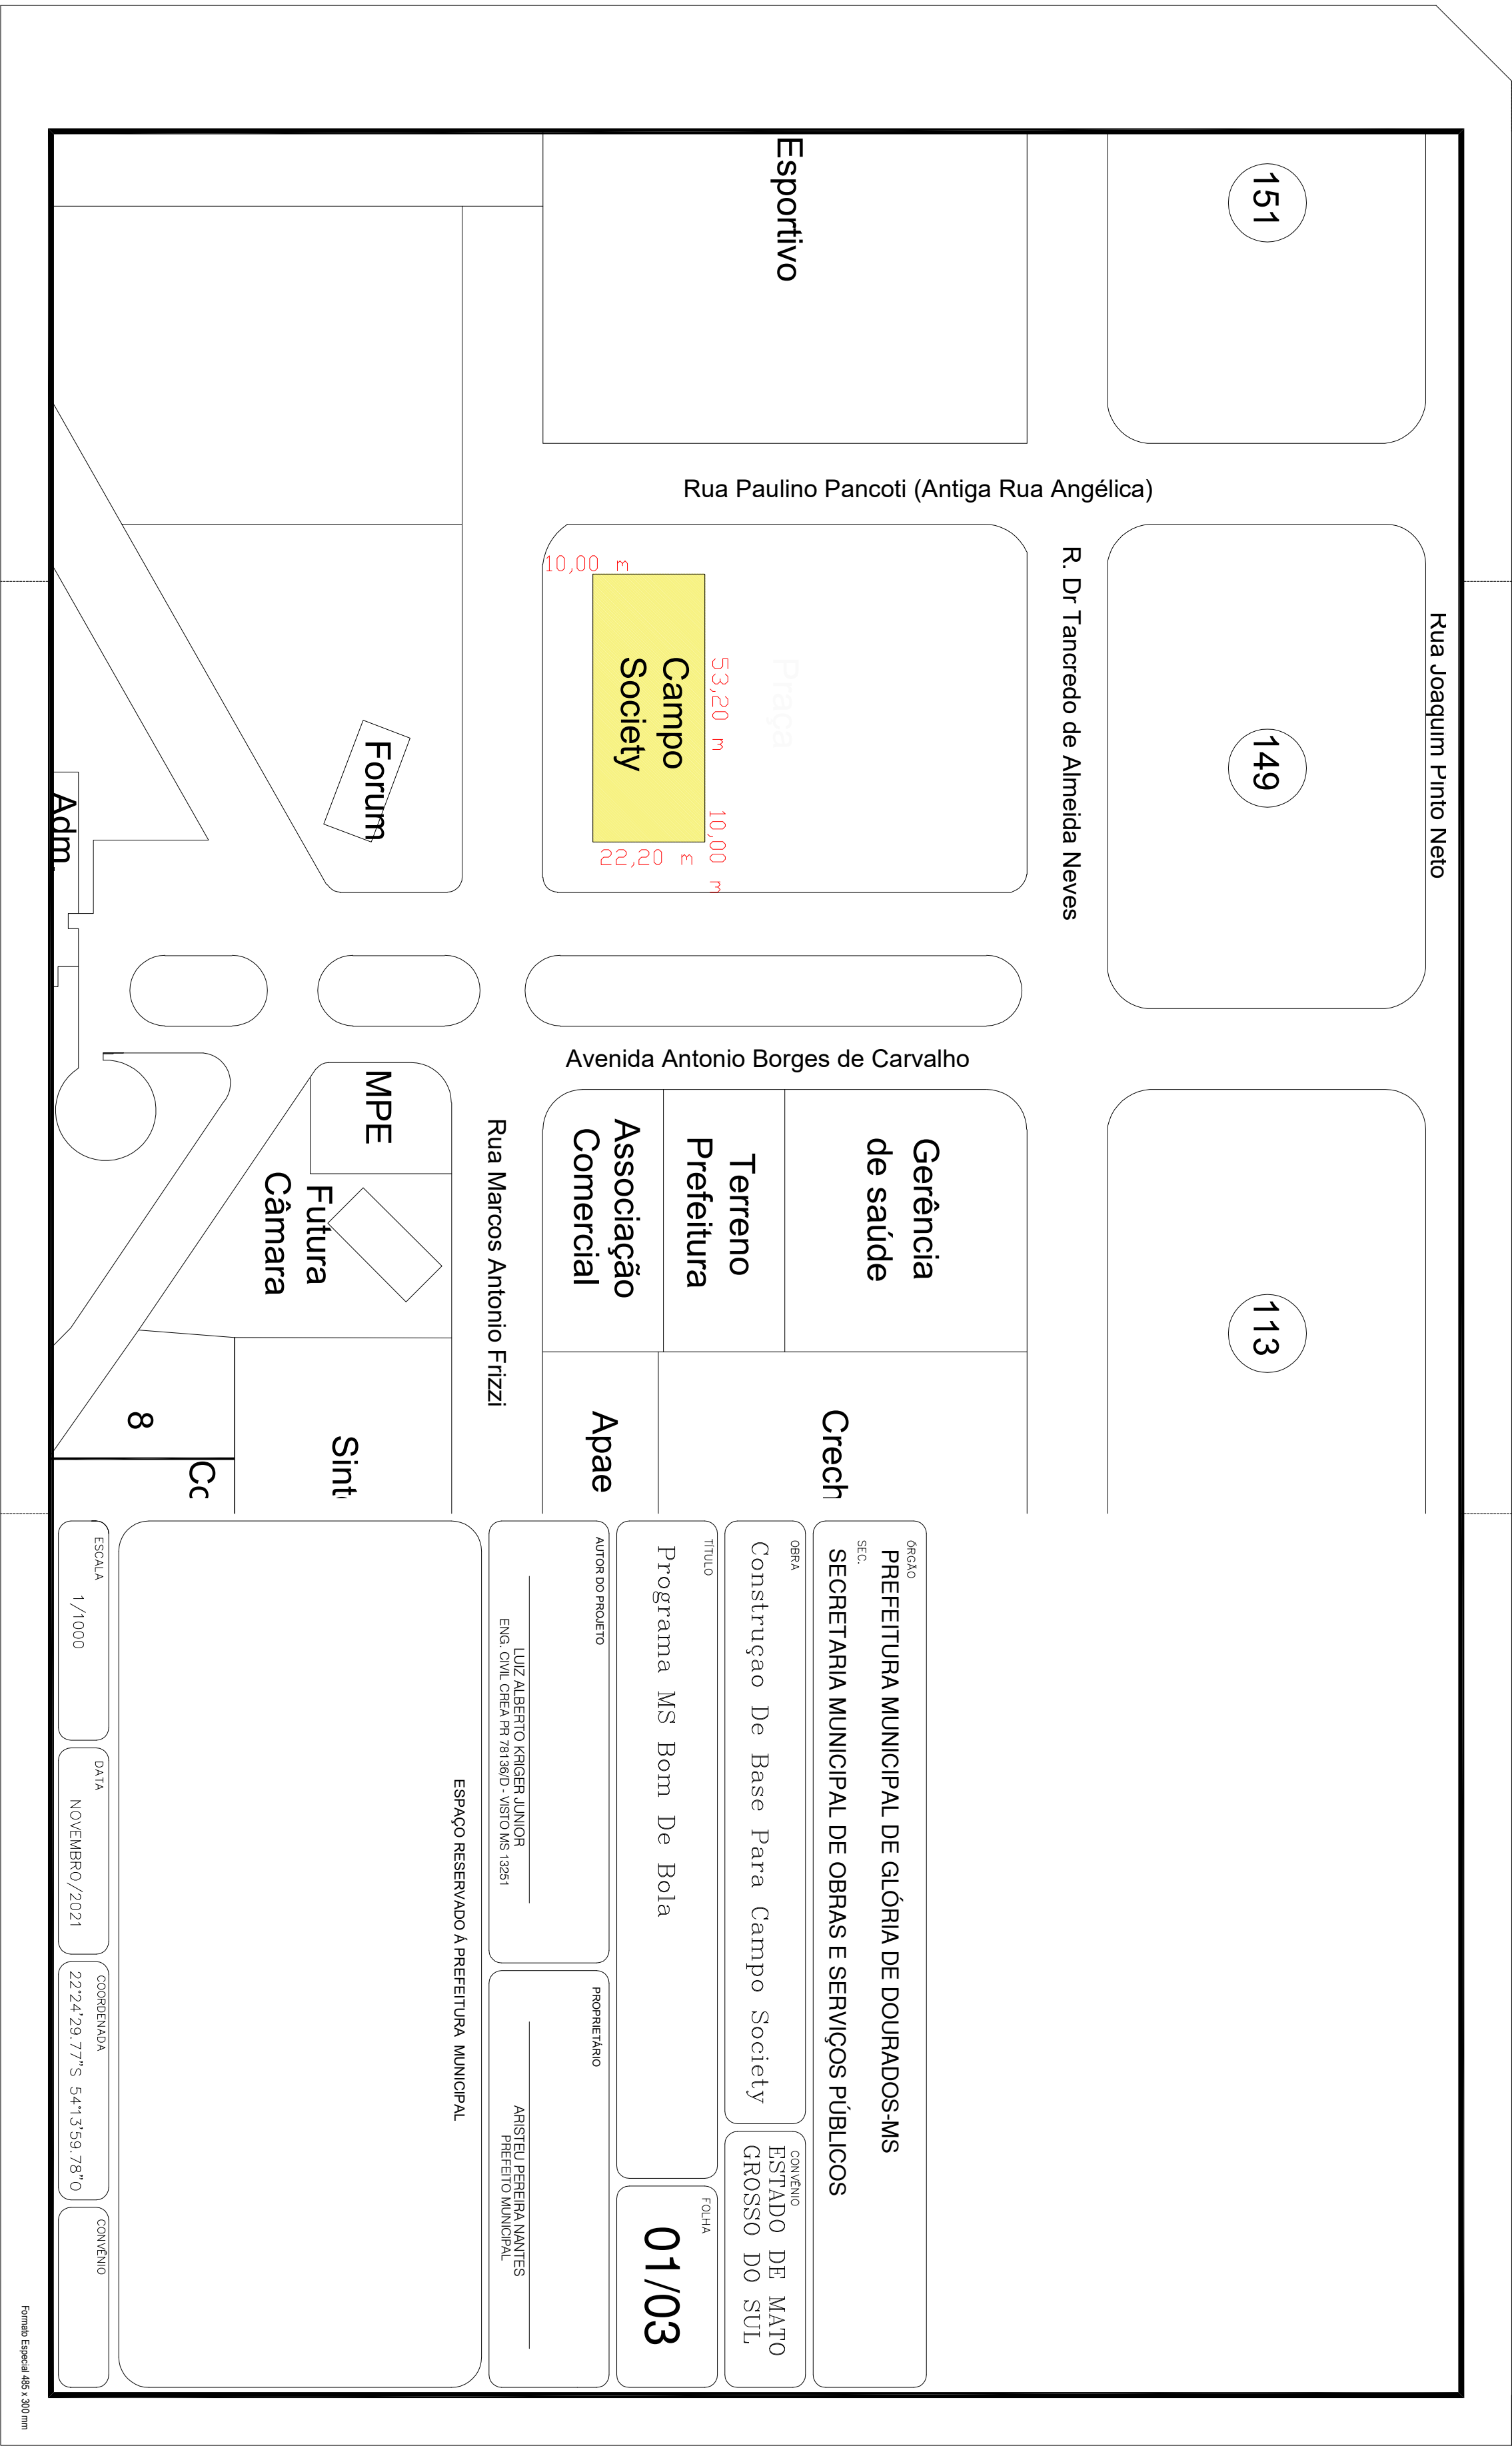 151
149
113
Rua Joaquim Pinto Neto
R. Dr Tancredo de Almeida Neves
Esportivo
Rua Paulino Pancoti (Antiga Rua Angélica)
Praça
10,00 m
53,20 m
10,00 m
22,20 m
Campo
Society
Forum
Adm.
Avenida Antonio Borges de Carvalho
Gerência
de saúde
Terreno
Prefeitura
Associação
Comercial
Rua Marcos Antonio Frizzi
MPE
Futura
Câmara
Crech
Apae
Sint
8
Co
ÓRGÃO
PREFEITURA MUNICIPAL DE GLÓRIA DE DOURADOS-MS
SEC.
SECRETARIA MUNICIPAL DE OBRAS E SERVIÇOS PÚBLICOS
OBRA
Construçao De Base Para Campo Society
CONVÊNIO
ESTADO DE MATO
GROSSO DO SUL
TÍTULO
Programa MS Bom De Bola
FOLHA
01/03
AUTOR DO PROJETO
LUIZ ALBERTO KRIGER JUNIOR
ENG. CIVIL CREA PR 78136/D - VISTO MS 13251
PROPRIETÁRIO
ARISTEU PEREIRA NANTES
PREFEITO MUNICIPAL
ESPAÇO RESERVADO Á PREFEITURA MUNICIPAL
ESCALA
1/1000
DATA
NOVEMBRO/2021
COORDENADA
22°24'29.77"S 54°13'59.78"O
CONVÊNIO
Formato Especial 485 x 300 mm